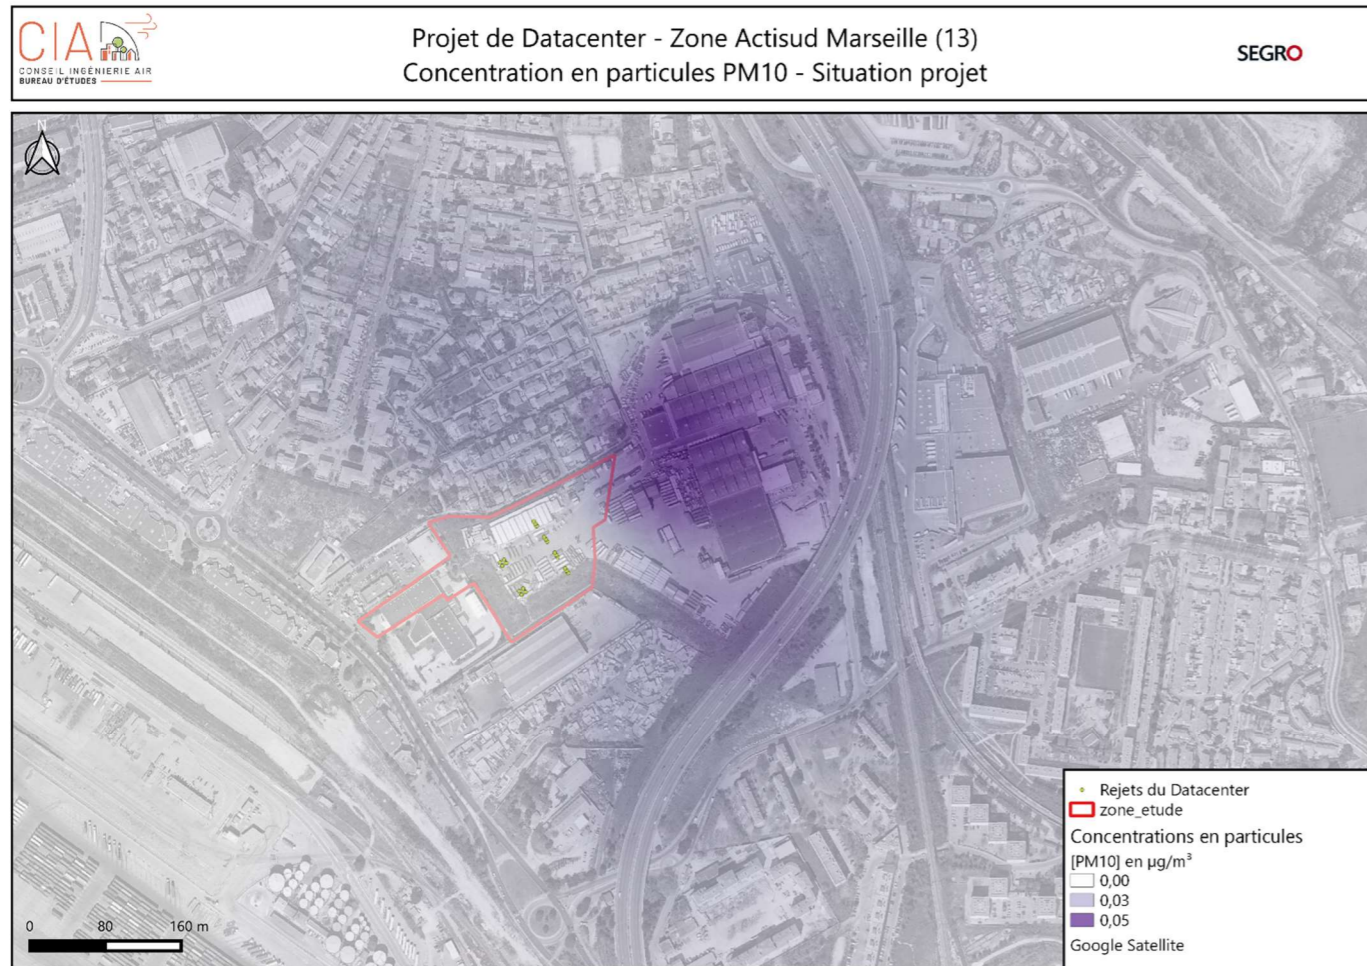 CIA
CONSEIL INGÉNIERIE AIR
BUREAU D'ÉTUDES
Projet de Datacenter - Zone Actisud Marseille (13)
Concentration en particules PM10 - Situation projet
SEGRO
N
Rejets du Datacenter
zone_etude
Concentrations en particules
[PM10] en µg/m³
0,00
0,03
0,05
Google Satellite
0 80 160 m